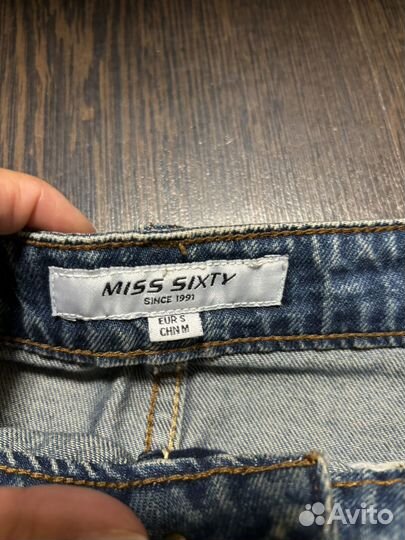 MISS SIXTY
SINCE 1991
EUR S
CHN M
Avito